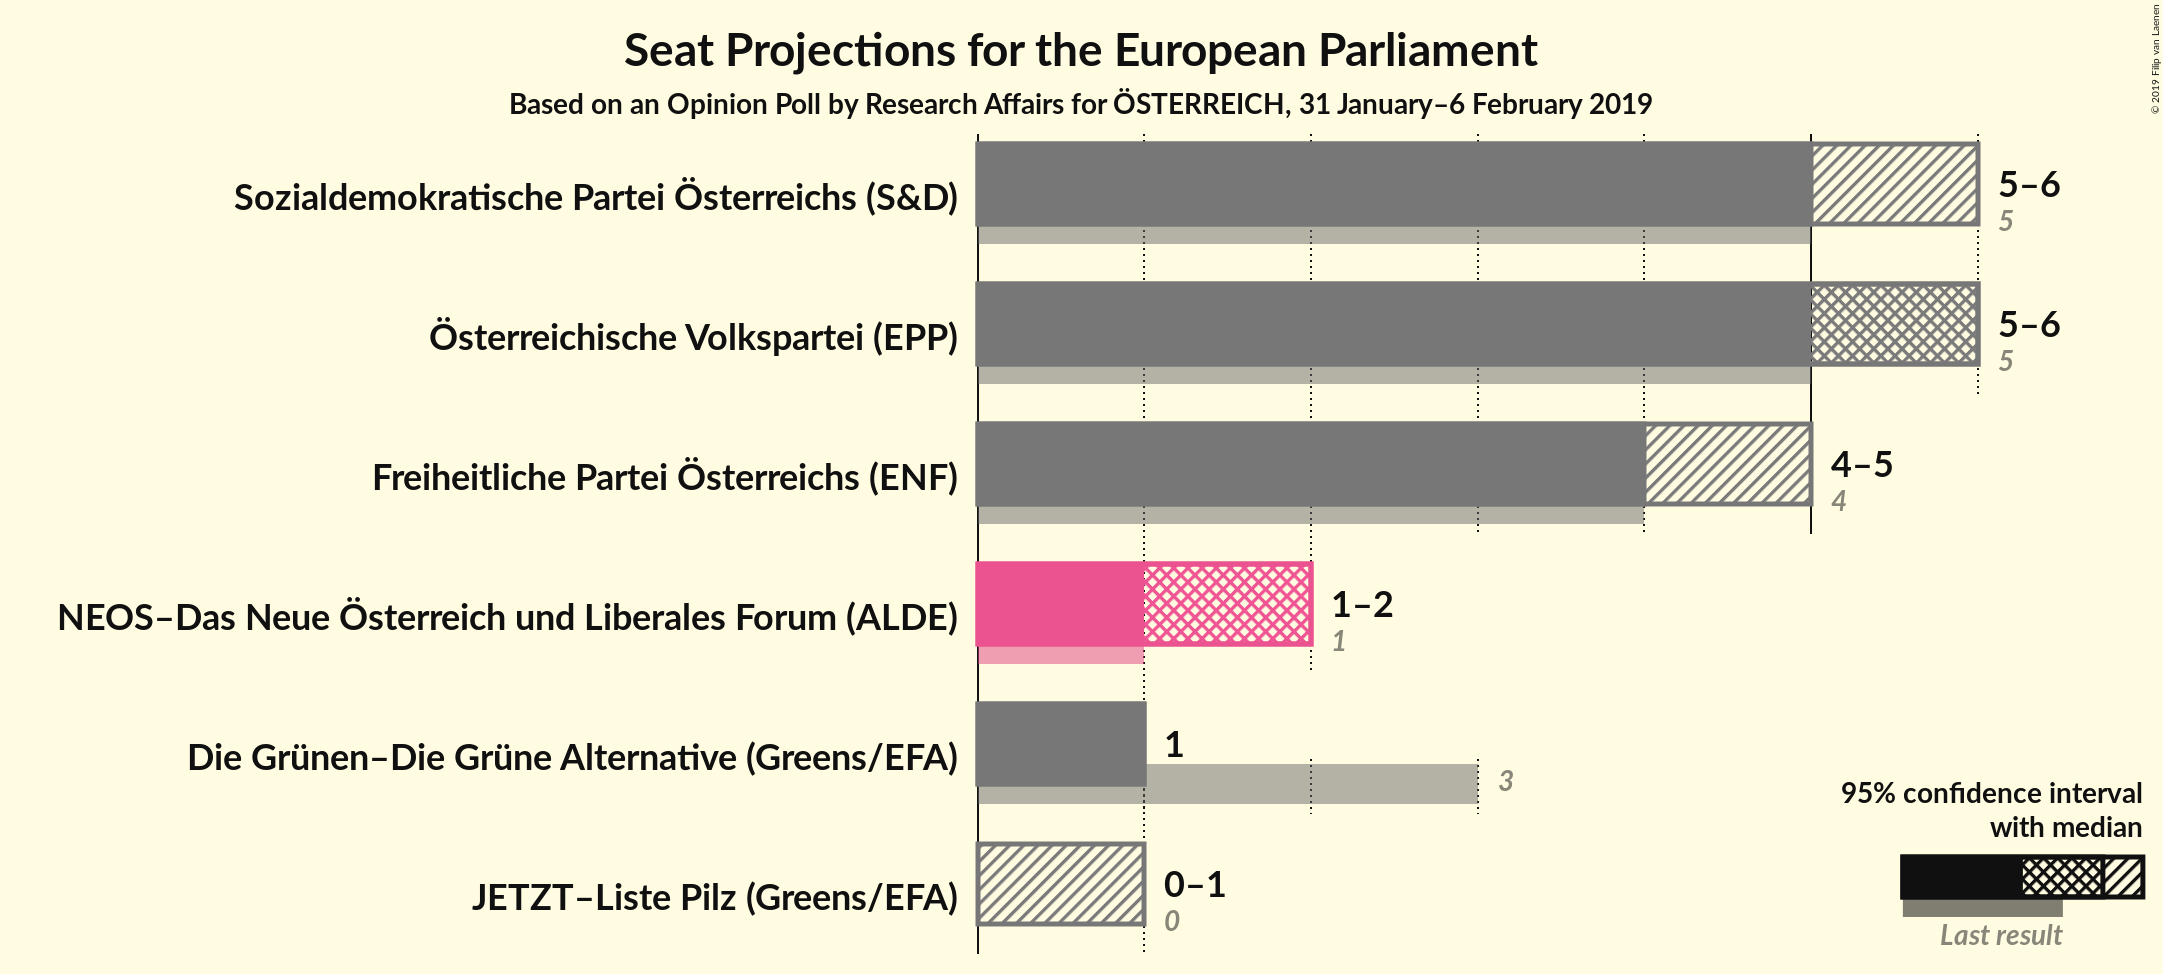 Seat Projections for the European Parliament
Based on an Opinion Poll by Research Affairs for ÖSTERREICH, 31 January–6 February 2019
© 2019 Filip van Laenen
Sozialdemokratische Partei Österreichs (S&D)
5–6
5
Österreichische Volkspartei (EPP)
5–6
5
Freiheitliche Partei Österreichs (ENF)
4–5
4
NEOS–Das Neue Österreich und Liberales Forum (ALDE)
1–2
1
Die Grünen–Die Grüne Alternative (Greens/EFA)
1
3
JETZT–Liste Pilz (Greens/EFA)
0–1
0
95% confidence interval
with median
Last result